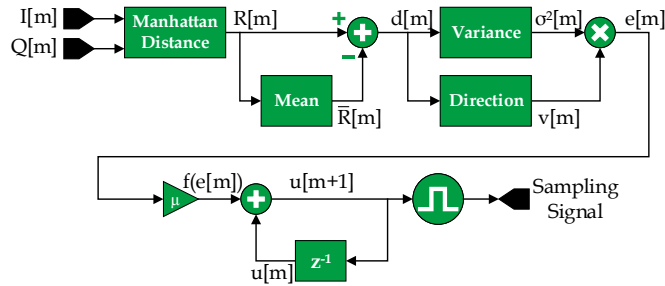 I[m]
Q[m]
Manhattan
Distance
R[m]
+
−
+
d[m]
Variance
σ²[m]
×
e[m]
Mean
R̅[m]
Direction
v[m]
μ
f(e[m])
+
u[m+1]
Sampling
Signal
z⁻¹
u[m]